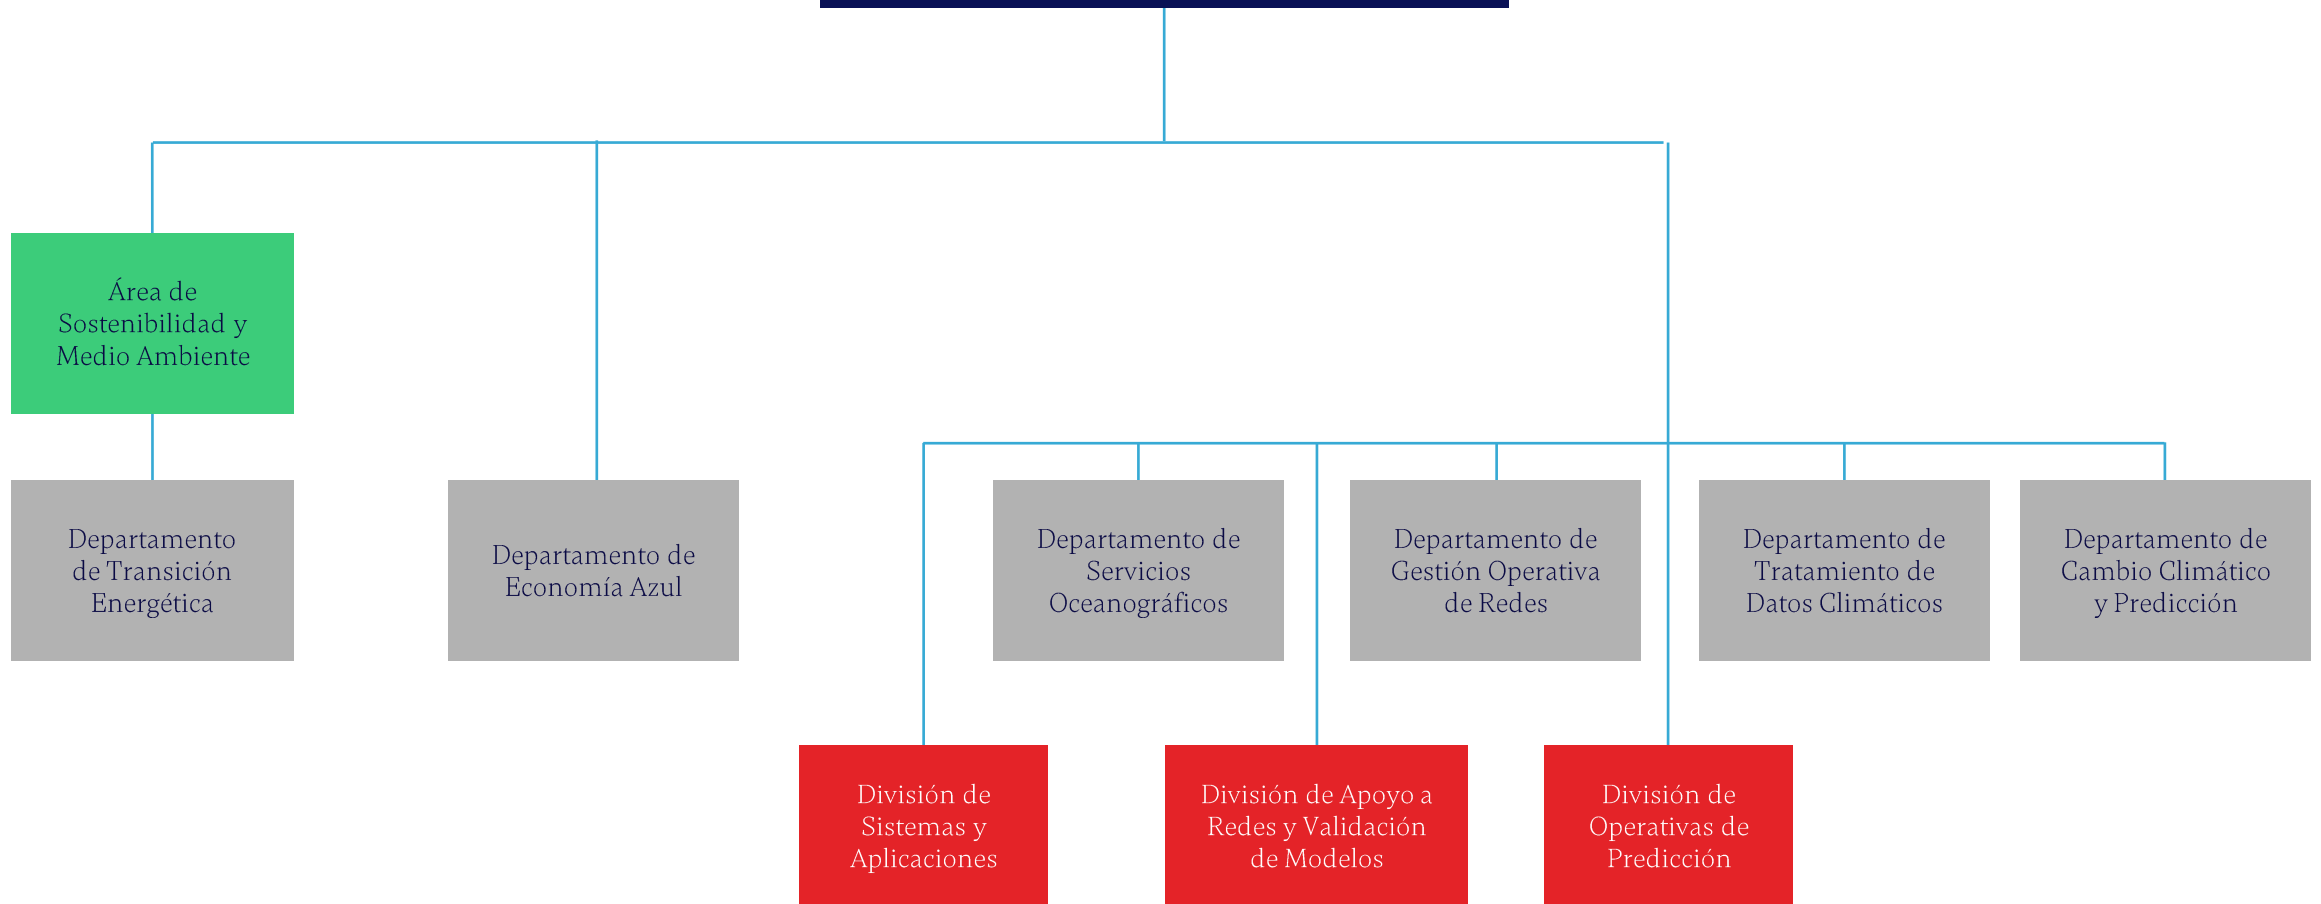 Área de
Sostenibilidad y
Medio Ambiente
Departamento
de Transición
Energética
Departamento de
Economía Azul
Departamento de
Servicios
Oceanográficos
Departamento de
Gestión Operativa
de Redes
Departamento de
Tratamiento de
Datos Climáticos
Departamento de
Cambio Climático
y Predicción
División de
Sistemas y
Aplicaciones
División de Apoyo a
Redes y Validación
de Modelos
División de
Operativas de
Predicción